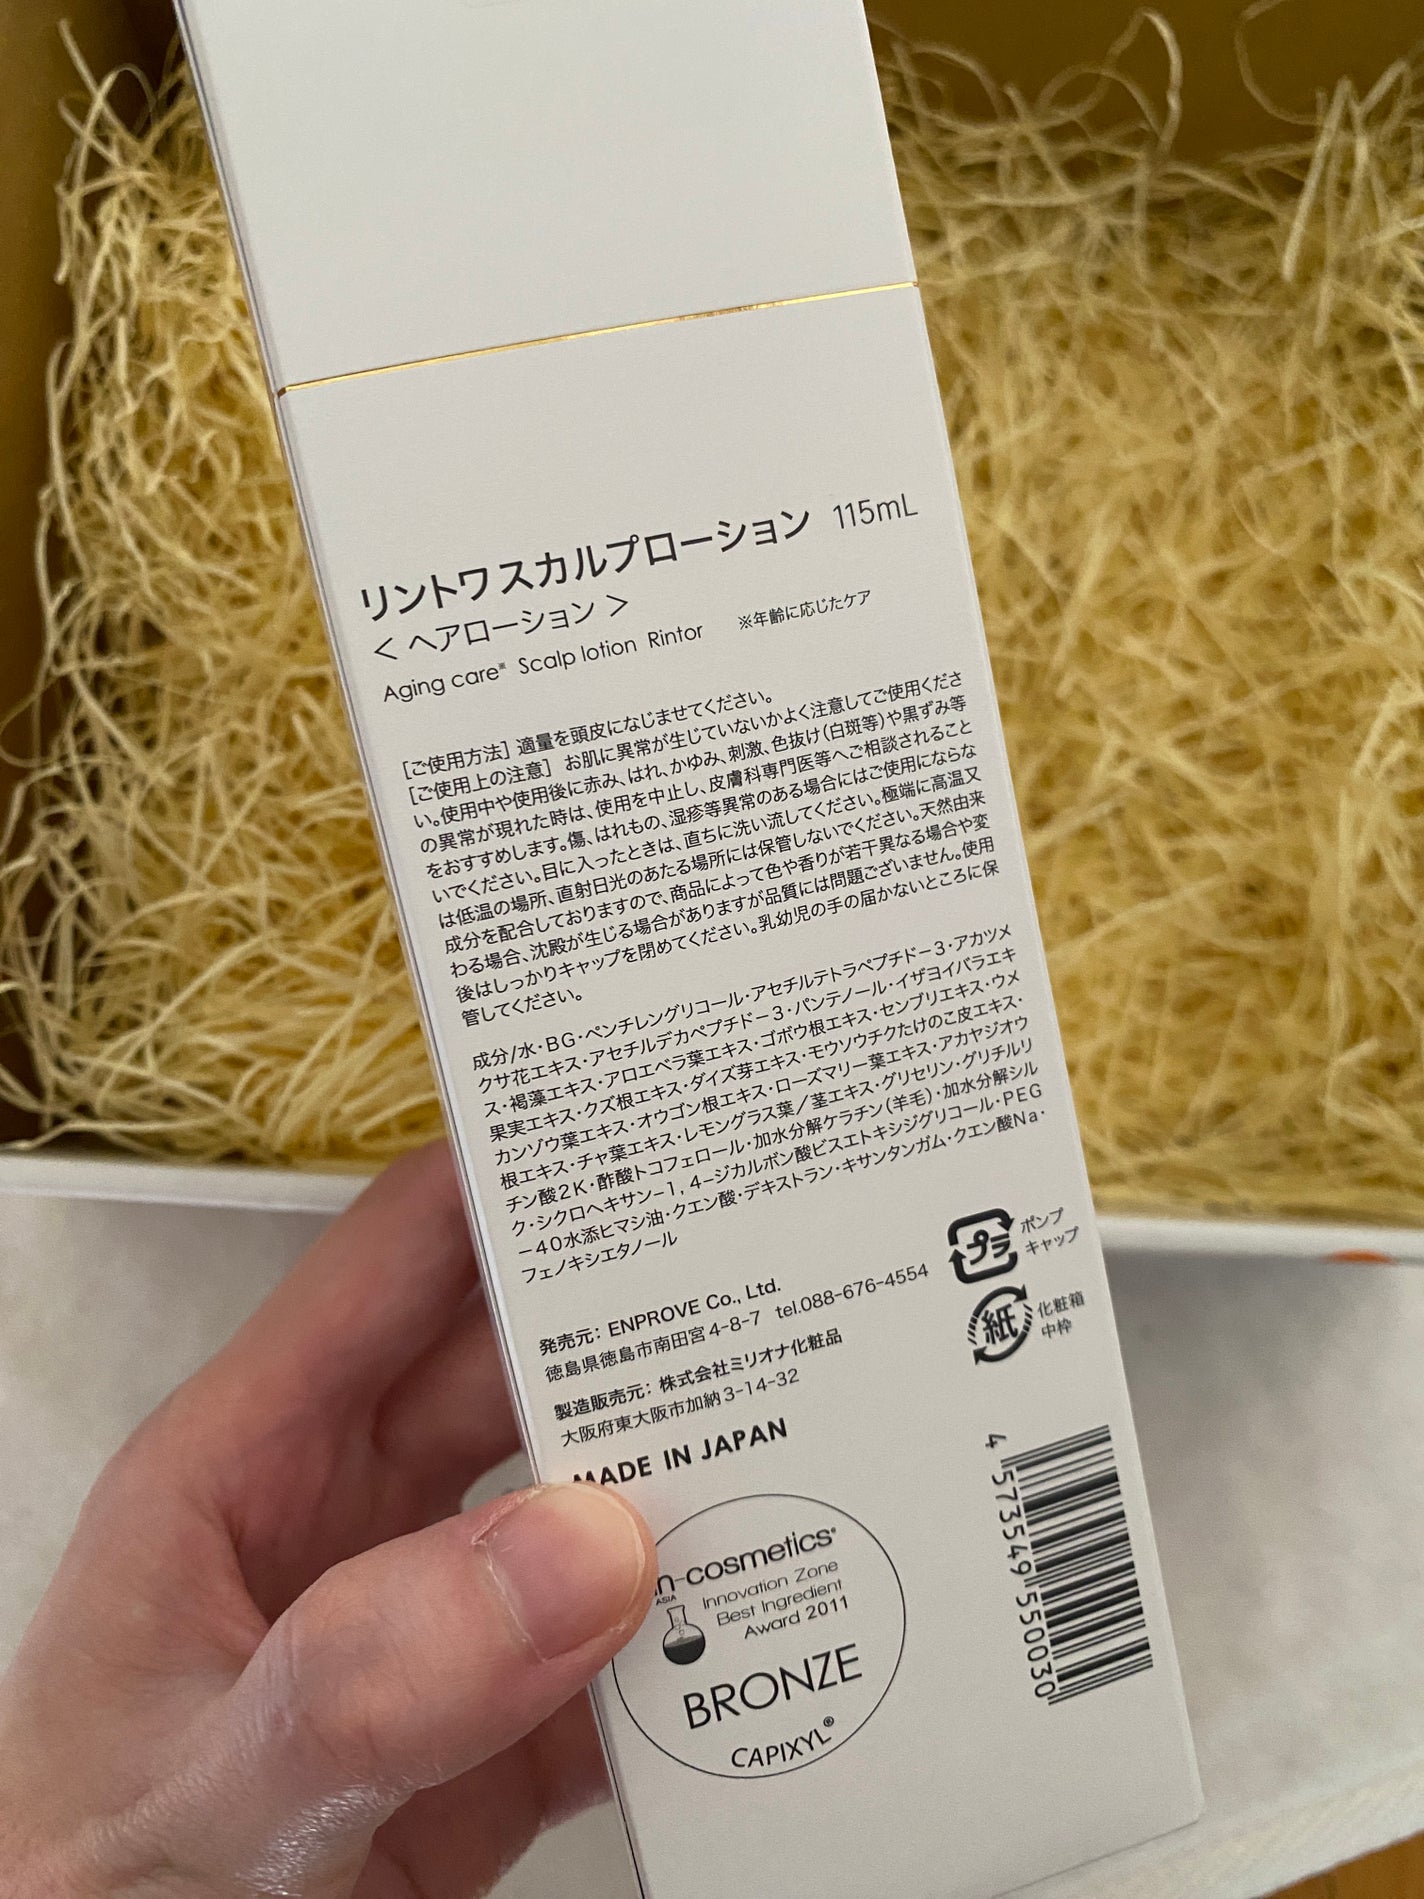 リントワ スカルプローション 115mL
< ヘアローション >
Aging care※ Scalp lotion Rintor ※年齢に応じたケア
[ご使用方法] 適量を頭皮になじませてください。
[ご使用上の注意] お肌に異常が生じていないかよく注意してご使用くださ
い。使用中や使用後に赤み、はれ、かゆみ、刺激、色抜け(白斑等)や黒ずみ等
の異常が現れた時は、使用を中止し、皮膚科専門医等へご相談されること
をおすすめします。傷、はれもの、湿疹等異常のある場合にはご使用にならな
いでください。目に入ったときは、直ちに洗い流してください。極端に高温又
は低温の場所、直射日光のあたる場所には保管しないでください。天然由来
成分を配合しておりますので、商品によって色や香りが若干異なる場合や変
わる場合、沈殿が生じる場合がありますが品質には問題ございません。使用
後はしっかりキャップを閉めてください。乳幼児の手の届かないところに保
管してください。
成分/水・BG・ペンチレングリコール・アセチルテトラペプチド−3・アカツメ
クサ花エキス・アセチルデカペプチド−3・パンテノール・イザヨイバラエキ
ス・褐藻エキス・アロエベラ葉エキス・ゴボウ根エキス・センブリエキス・ウメ
果実エキス・クズ根エキス・ダイズ芽エキス・モウソウチクたけのこ皮エキス・
カンゾウ葉エキス・オウゴン根エキス・ローズマリー葉エキス・アカヤジオウ
根エキス・チャ葉エキス・レモングラス葉/茎エキス・グリセリン・グリチルリ
チン酸2K・酢酸トコフェロール・加水分解ケラチン(羊毛)・加水分解シル
ク・シクロヘキサン−1,4−ジカルボン酸ビスエトキシジグリコール・PEG
−40水添ヒマシ油・クエン酸・デキストラン・キサンタンガム・クエン酸Na・
フェノキシエタノール
ポンプ
プラ キャップ
紙 化粧箱
中枠
発売元: ENPROVE Co., Ltd.
徳島県徳島市南田宮4-8-7 tel.088-676-4554
製造販売元: 株式会社ミリオナ化粧品
大阪府東大阪市加納3-14-32
MADE IN JAPAN
in-cosmetics®
ASIA
Innovation Zone
Best Ingredient
Award 2011
BRONZE
CAPIXYL®
4 573549 550030